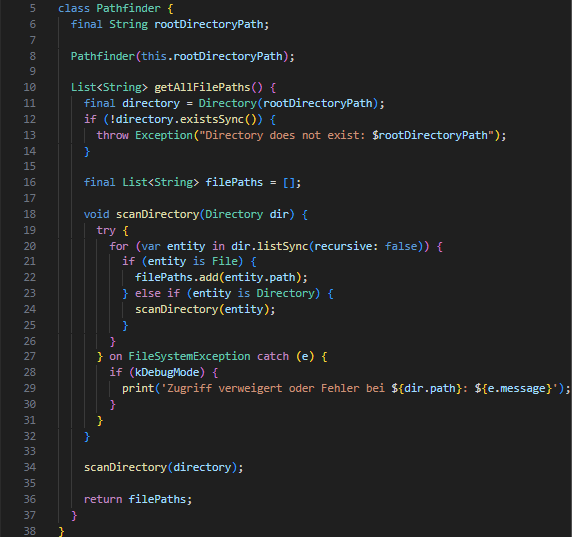 5 class Pathfinder {
6   final String rootDirectoryPath;
7
8   Pathfinder(this.rootDirectoryPath);
9
10   List<String> getAllFilePaths() {
11     final directory = Directory(rootDirectoryPath);
12     if (!directory.existsSync()) {
13       throw Exception("Directory does not exist: $rootDirectoryPath");
14     }
15
16     final List<String> filePaths = [];
17
18     void scanDirectory(Directory dir) {
19       try {
20         for (var entity in dir.listSync(recursive: false)) {
21           if (entity is File) {
22             filePaths.add(entity.path);
23           } else if (entity is Directory) {
24             scanDirectory(entity);
25           }
26         }
27       } on FileSystemException catch (e) {
28         if (kDebugMode) {
29           print('Zugriff verweigert oder Fehler bei ${dir.path}: ${e.message}');
30         }
31       }
32     }
33
34     scanDirectory(directory);
35
36     return filePaths;
37   }
38 }